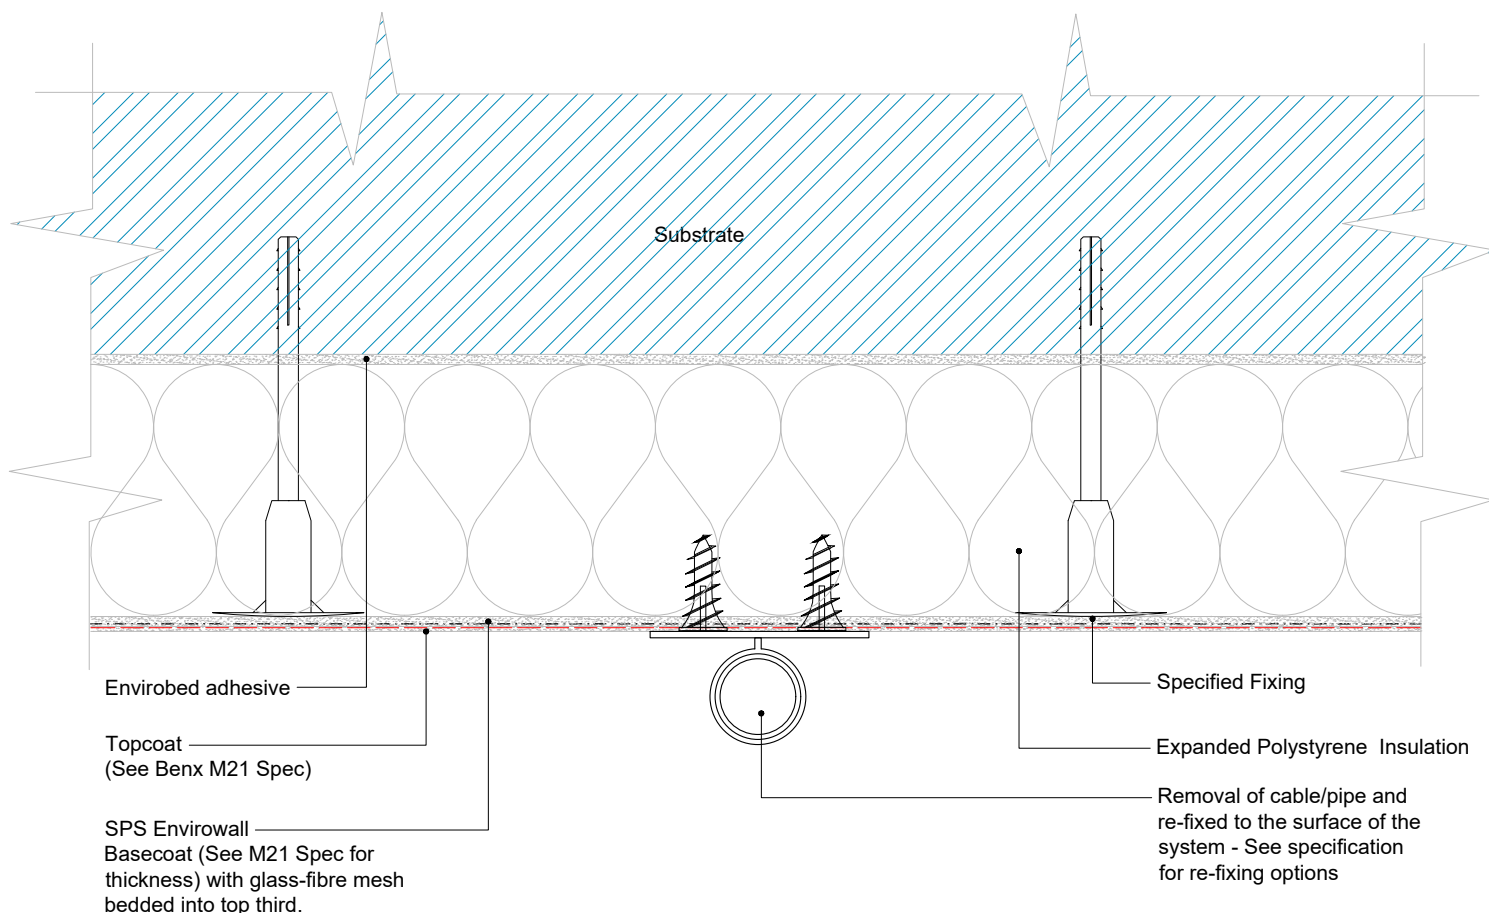 Substrate
Envirobed adhesive
Topcoat
(See Benx M21 Spec)
SPS Envirowall
Basecoat (See M21 Spec for
thickness) with glass-fibre mesh
bedded into top third.
Specified Fixing
Expanded Polystyrene  Insulation
Removal of cable/pipe and
re-fixed to the surface of the
system - See specification
for re-fixing options